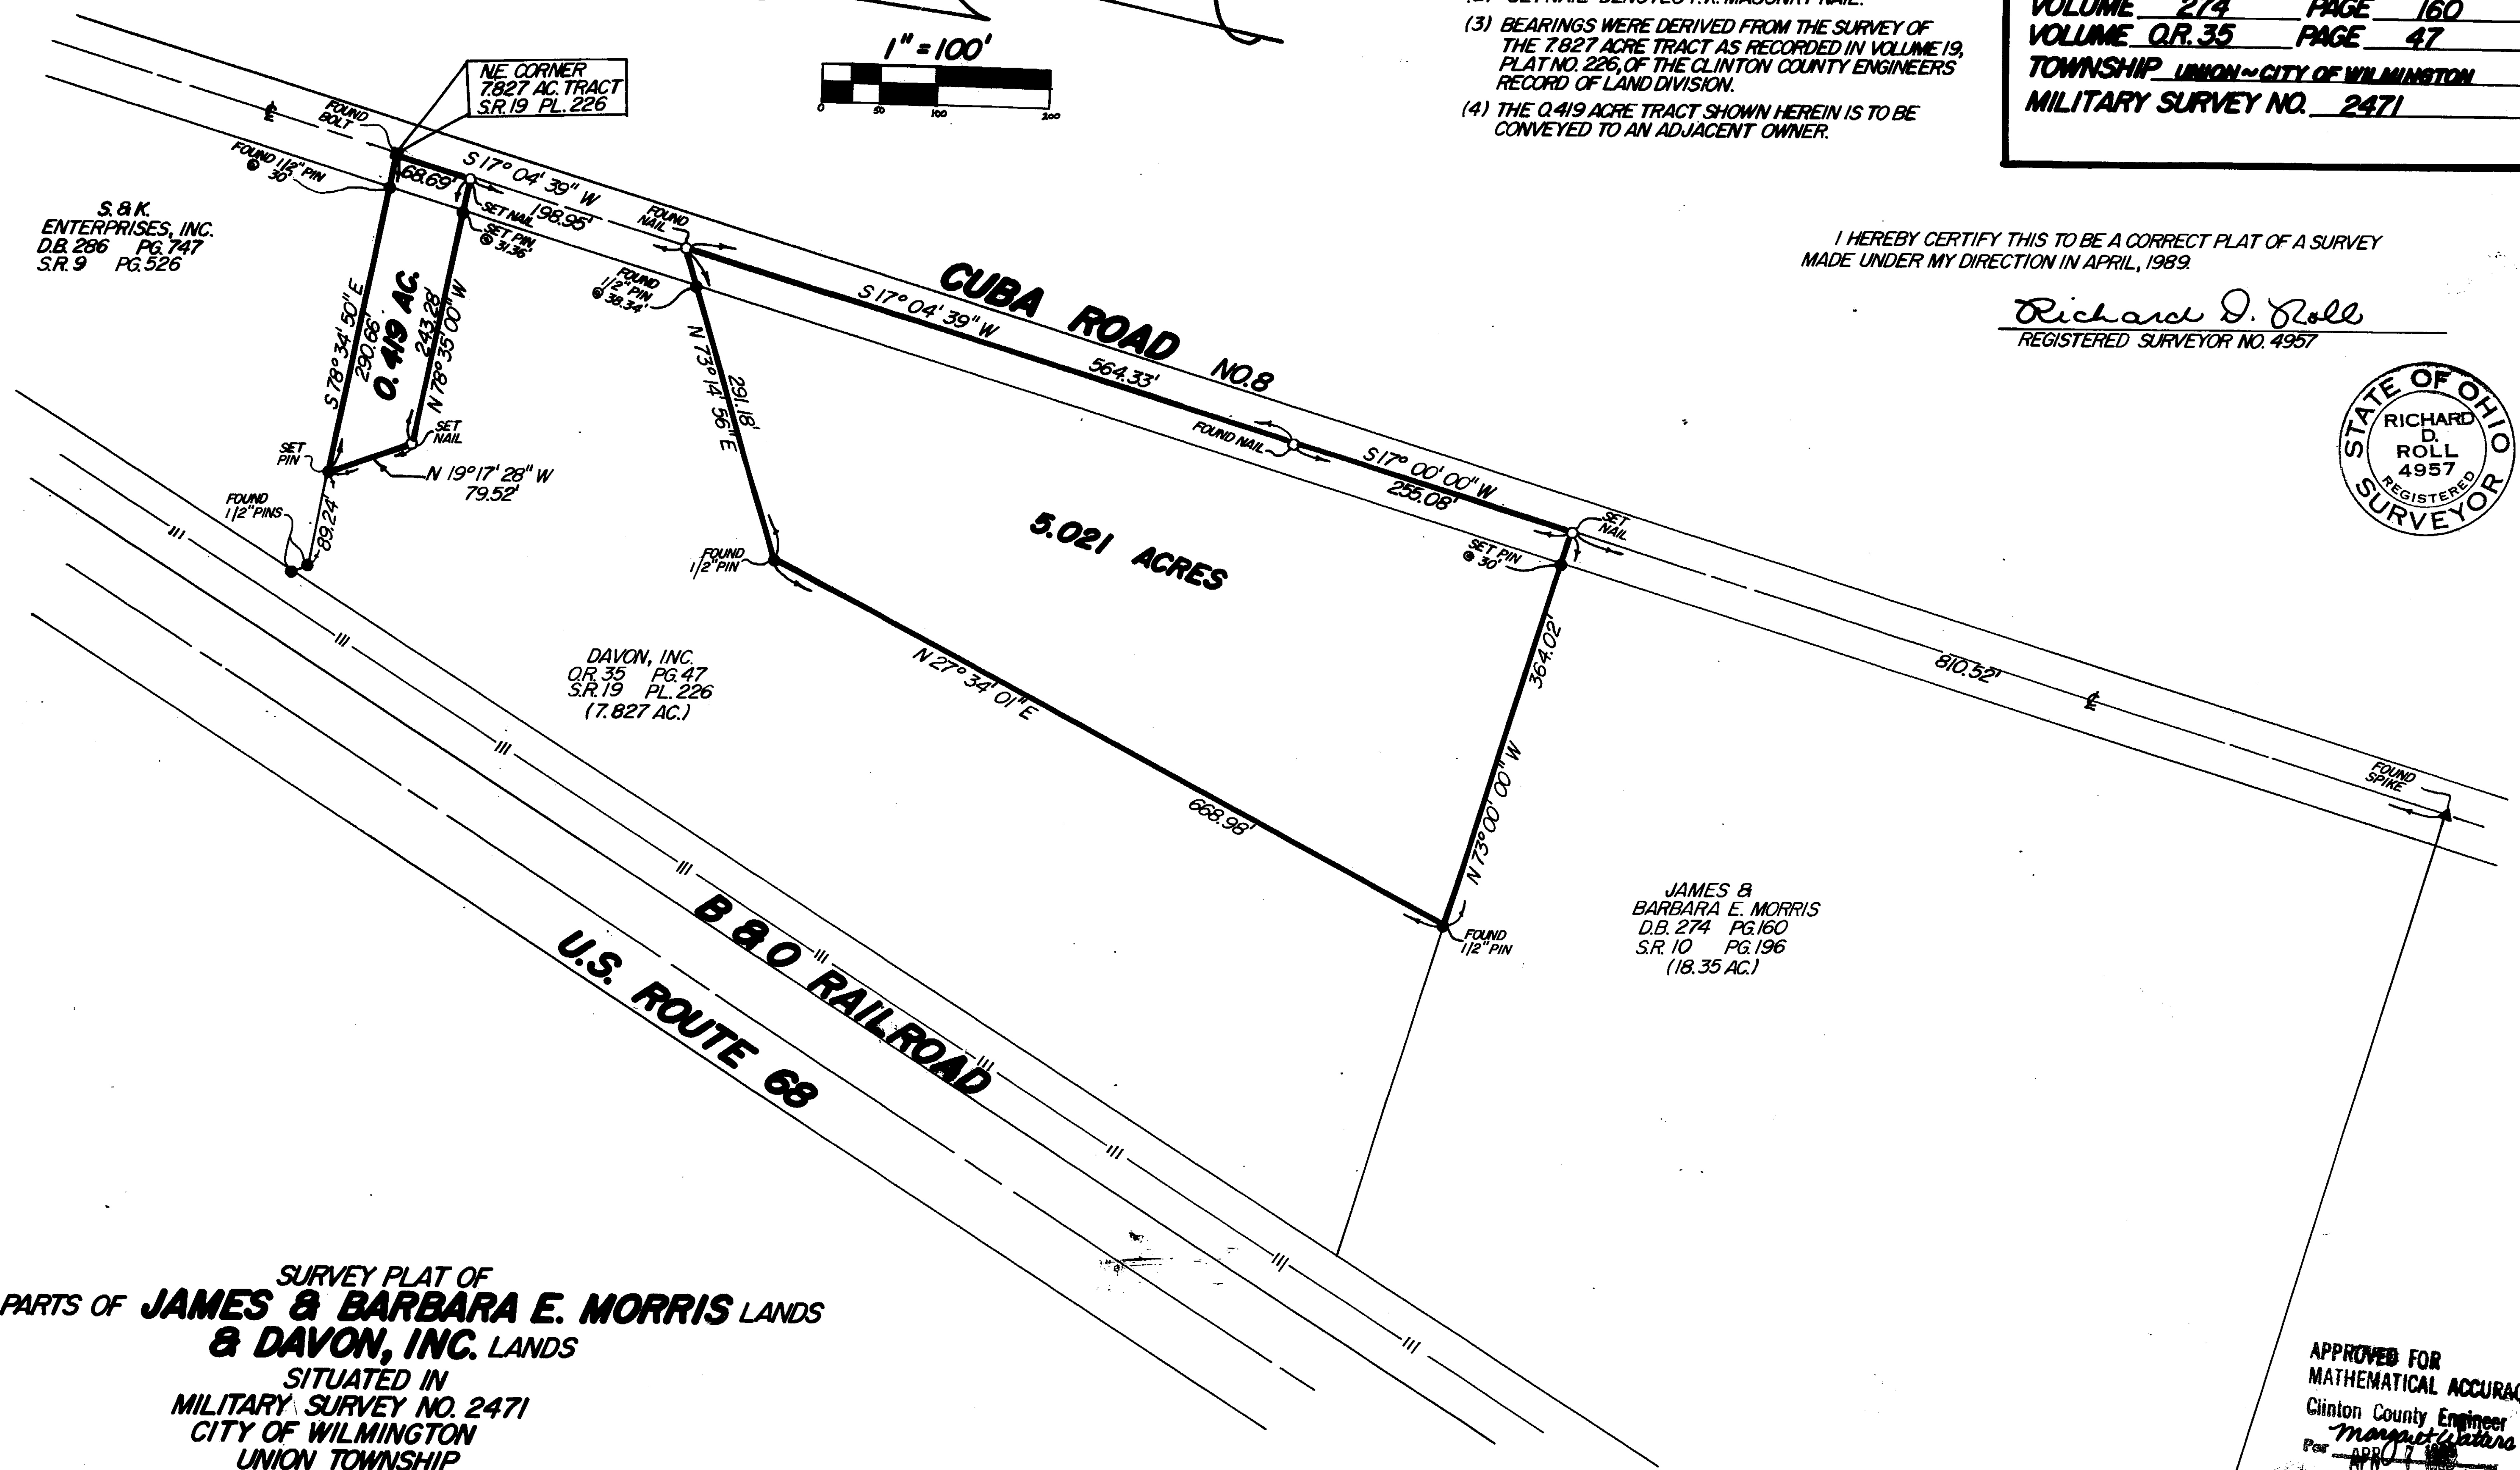 1" = 100'
0 50 100 200
(3) BEARINGS WERE DERIVED FROM THE SURVEY OF
THE 7.827 ACRE TRACT AS RECORDED IN VOLUME 19,
PLAT NO. 226, OF THE CLINTON COUNTY ENGINEERS
RECORD OF LAND DIVISION.
(4) THE 0.419 ACRE TRACT SHOWN HEREIN IS TO BE
CONVEYED TO AN ADJACENT OWNER.
VOLUME 274 PAGE 160
VOLUME O.R. 35 PAGE 47
TOWNSHIP UNION ~ CITY OF WILMINGTON
MILITARY SURVEY NO. 2471
I HEREBY CERTIFY THIS TO BE A CORRECT PLAT OF A SURVEY
MADE UNDER MY DIRECTION IN APRIL, 1989.
Richard D. Roll
REGISTERED SURVEYOR NO. 4957
STATE OF OHIO
RICHARD
D.
ROLL
4957
REGISTERED
SURVEYOR
N.E. CORNER
7.827 AC. TRACT
S.R. 19 PL. 226
FOUND
BOLT
FOUND 1/2" PIN
@ 30'
S. & K.
ENTERPRISES, INC.
D.B. 286 PG. 747
S.R. 9 PG. 526
68.69'
S 17° 04' 39" W
198.95'
SET NAIL
SET PIN
@ 31.36'
FOUND
NAIL
FOUND
1/2" PIN
@ 38.34'
S 78° 34' 50" E
290.66'
0.419 AC.
243.28'
N 78° 35' 00" W
SET
NAIL
SET
PIN
N 19° 17' 28" W
79.52'
FOUND
1/2" PINS
89.24'
CUBA ROAD NO. 8
S 17° 04' 39" W
564.33'
FOUND NAIL
S 17° 00' 00" W
255.08'
SET
NAIL
SET PIN
@ 30'
N 73° 14' 56" E
291.18'
FOUND
1/2" PIN
5.021 ACRES
N 27° 34' 01" E
668.98'
364.02'
N 73° 00' 00" W
FOUND
1/2" PIN
810.52'
FOUND
SPIKE
DAVON, INC.
O.R. 35 PG. 47
S.R. 19 PL. 226
(7.827 AC.)
JAMES &
BARBARA E. MORRIS
D.B. 274 PG. 160
S.R. 10 PG. 196
(18.35 AC.)
B & O RAILROAD
U.S. ROUTE 68
SURVEY PLAT OF
PARTS OF JAMES & BARBARA E. MORRIS LANDS
& DAVON, INC. LANDS
SITUATED IN
MILITARY SURVEY NO. 2471
CITY OF WILMINGTON
UNION TOWNSHIP
APPROVED FOR
MATHEMATICAL ACCURAC
Clinton County Engineer
Margaret Watters
Per
APR